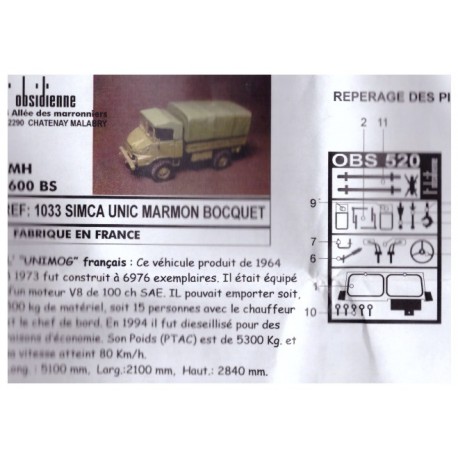 obsidienne
Allée des marronniers
2290 CHATENAY MALABRY
MH
600 BS
REF: 1033 SIMCA UNIC MARMON BOCQUET
FABRIQUE EN FRANCE
"UNIMOG" français : Ce véhicule produit de 1964
1973 fut construit à 6976 exemplaires. Il était équipé
d'un moteur V8 de 100 ch SAE. IL pouvait emporter soit,
00 kg de matériel, soit 15 personnes avec le chauffeur
et le chef de bord. En 1994 il fut dieseillisé pour des
raisons d'économie. Son Poids (PTAC) est de 5300 Kg. et
vitesse atteint 80 Km/h.
Long. : 5100 mm, Larg.:2100 mm, Haut.: 2840 mm.
REPERAGE DES PI
2 11
OBS 520
9
7
6
1
10